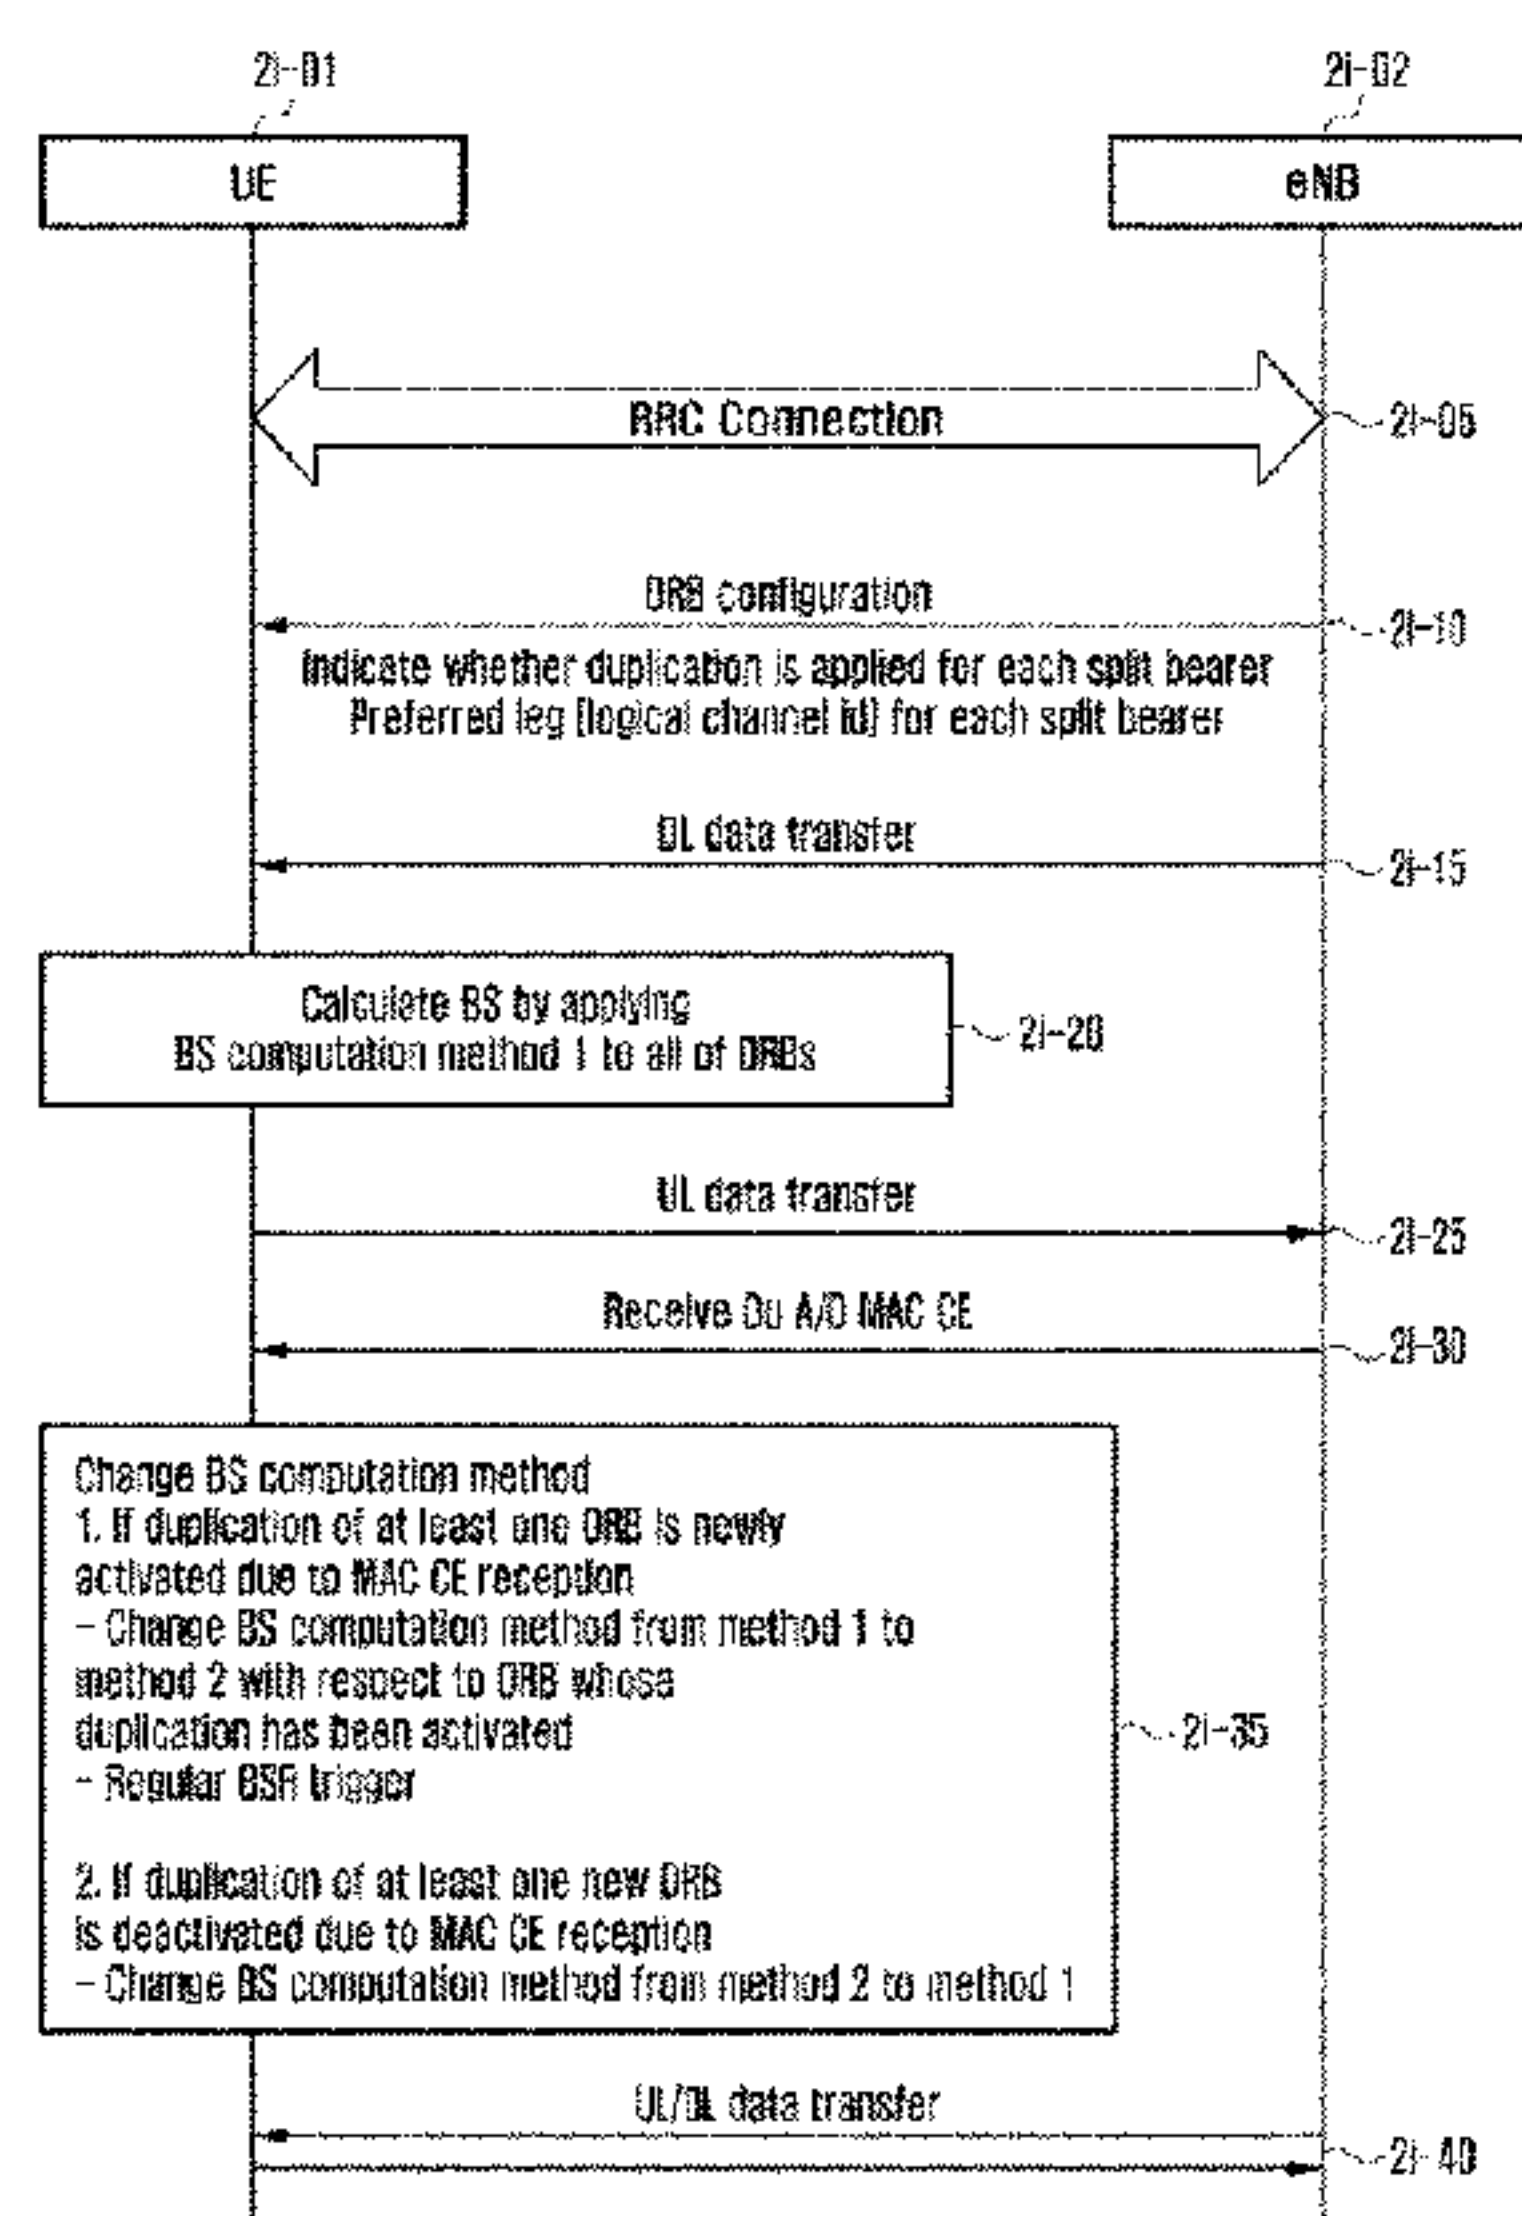 2i-01
2i-02
UE
eNB
RRC Connection
2i-05
DRB configuration
2i-10
Indicate whether duplication is applied for each split bearer
Preferred leg (logical channel id) for each split bearer
DL data transfer
2i-15
Calculate BS by applying
BS computation method 1 to all of DRBs
2i-20
UL data transfer
2i-25
Receive Du A/D MAC CE
2i-30
Change BS computation method
1. If duplication of at least one DRB is newly
activated due to MAC CE reception
- Change BS computation method from method 1 to
method 2 with respect to DRB whose
duplication has been activated
- Regular BSR trigger
2i-35
2. If duplication of at least one new DRB
is deactivated due to MAC CE reception
- Change BS computation method from method 2 to method 1
UL/DL data transfer
2i-40